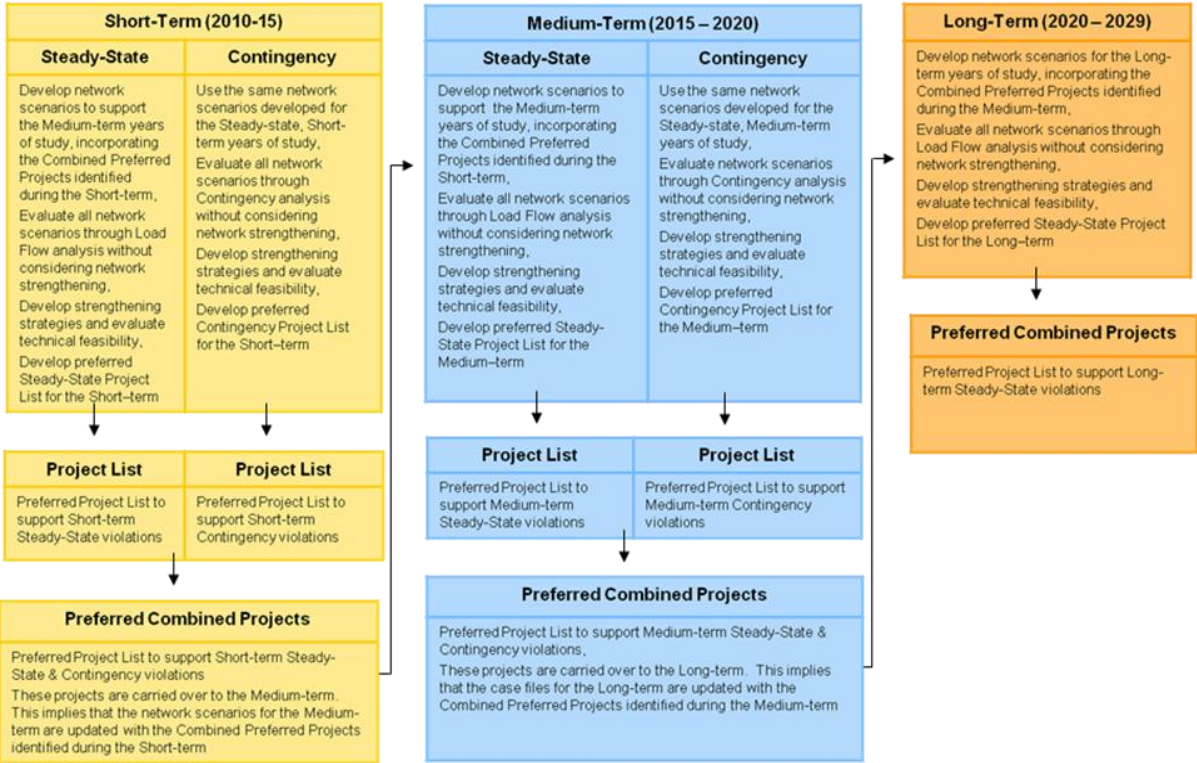 Short-Term (2010-15)
Steady-State
Develop network
scenarios to support
the Medium-term years
of study, incorporating
the Combined Preferred
Projects identified
during the Short-term,
Evaluate all network
scenarios through Load
Flow analysis without
considering network
strengthening,
Develop strengthening
strategies and evaluate
technical feasibility,
Develop preferred
Steady-State Project
List for the Short–term
Contingency
Use the same network
scenarios developed for
the Steady-state, Short-
term years of study,
Evaluate all network
scenarios through
Contingency analysis
without considering
network strengthening,
Develop strengthening
strategies and evaluate
technical feasibility,
Develop preferred
Contingency Project List
for the Short–term
Project List
Preferred Project List to
support Short-term
Steady-State violations
Project List
Preferred Project List to
support Short-term
Contingency violations
Preferred Combined Projects
Preferred Project List to support Short-term Steady-
State & Contingency violations
These projects are carried over to the Medium-term.
This implies that the network scenarios for the Medium-
term are updated with the Combined Preferred Projects
identified during the Short-term
Medium-Term (2015 – 2020)
Steady-State
Develop network scenarios to
support the Medium-term
years of study, incorporating
the Combined Preferred
Projects identified during the
Short-term,
Evaluate all network scenarios
through Load Flow analysis
without considering network
strengthening,
Develop strengthening
strategies and evaluate
technical feasibility,
Develop preferred Steady-
State Project List for the
Medium–term
Contingency
Use the same network
scenarios developed for the
Steady-state, Medium-term
years of study,
Evaluate network scenarios
through Contingency analysis
without considering network
strengthening,
Develop strengthening
strategies and evaluate
technical feasibility,
Develop preferred
Contingency Project List for
the Medium–term
Project List
Preferred Project List to
support Medium-term
Steady-State violations
Project List
Preferred Project List to support
Medium-term Contingency
violations
Preferred Combined Projects
Preferred Project List to support Medium-term Steady-State &
Contingency violations,
These projects are carried over to the Long-term. This implies
that the case files for the Long-term are updated with the
Combined Preferred Projects identified during the Medium-term
Long-Term (2020 – 2029)
Develop network scenarios for the Long-
term years of study, incorporating the
Combined Preferred Projects identified
during the Medium-term,
Evaluate all network scenarios through
Load Flow analysis without considering
network strengthening,
Develop strengthening strategies and
evaluate technical feasibility,
Develop preferred Steady-State Project
List for the Long–term
Preferred Combined Projects
Preferred Project List to support Long-
term Steady-State violations